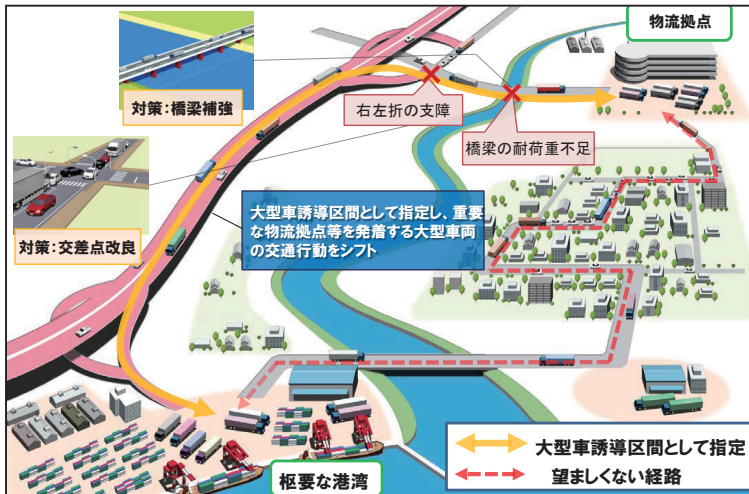 物流拠点
対策:橋梁補強
右左折の支障
橋梁の耐荷重不足
対策:交差点改良
大型車誘導区間として指定し、重要
な物流拠点等を発着する大型車両
の交通行動をシフト
枢要な港湾
大型車誘導区間として指定
望ましくない経路